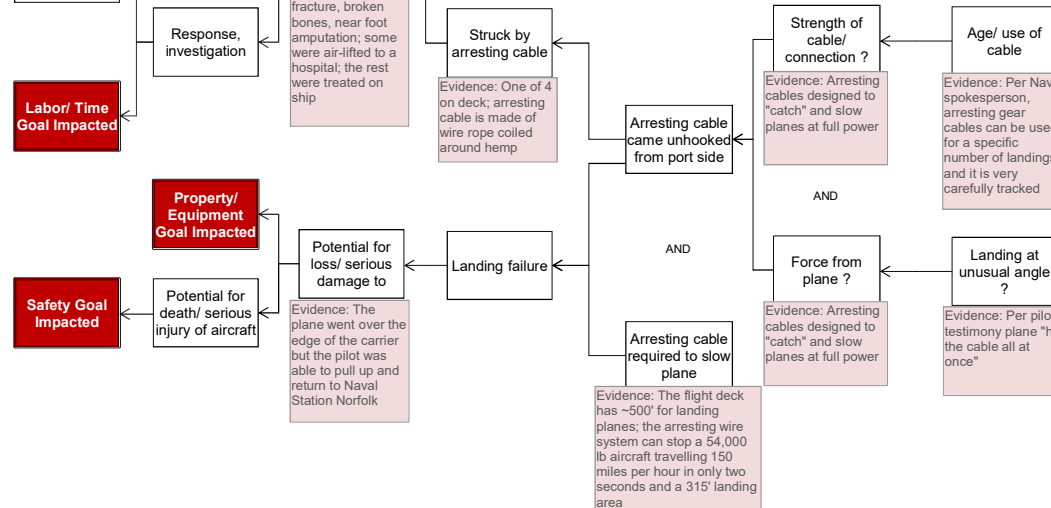 fracture, broken
bones, near foot
amputation; some
were air-lifted to a
hospital; the rest
were treated on
ship
Response,
investigation
Labor/ Time
Goal Impacted
Struck by
arresting cable
Evidence: One of 4
on deck; arresting
cable is made of
wire rope coiled
around hemp
Arresting cable
came unhooked
from port side
Strength of
cable/
connection ?
Evidence: Arresting
cables designed to
"catch" and slow
planes at full power
Age/ use of
cable
Evidence: Per
spokesperson,
arresting gear
cables can be
for a specific
number of
and it is very
carefully tracked
AND
Property/
Equipment
Goal Impacted
Safety Goal
Impacted
Potential for
death/ serious
injury of aircraft
Potential for
loss/ serious
damage to
Evidence: The
plane went over the
edge of the carrier
but the pilot was
able to pull up and
return to Naval
Station Norfolk
Landing failure
AND
Arresting cable
required to slow
plane
Evidence: The flight deck
has ~500' for landing
planes; the arresting wire
system can stop a 54,000
lb aircraft travelling 150
miles per hour in only two
seconds and a 315' landing
area
Force from
plane ?
Evidence: Arresting
cables designed to
"catch" and slow
planes at full power
Landing at
unusual angle
?
Evidence: Per
testimony plane
the cable all at
once"